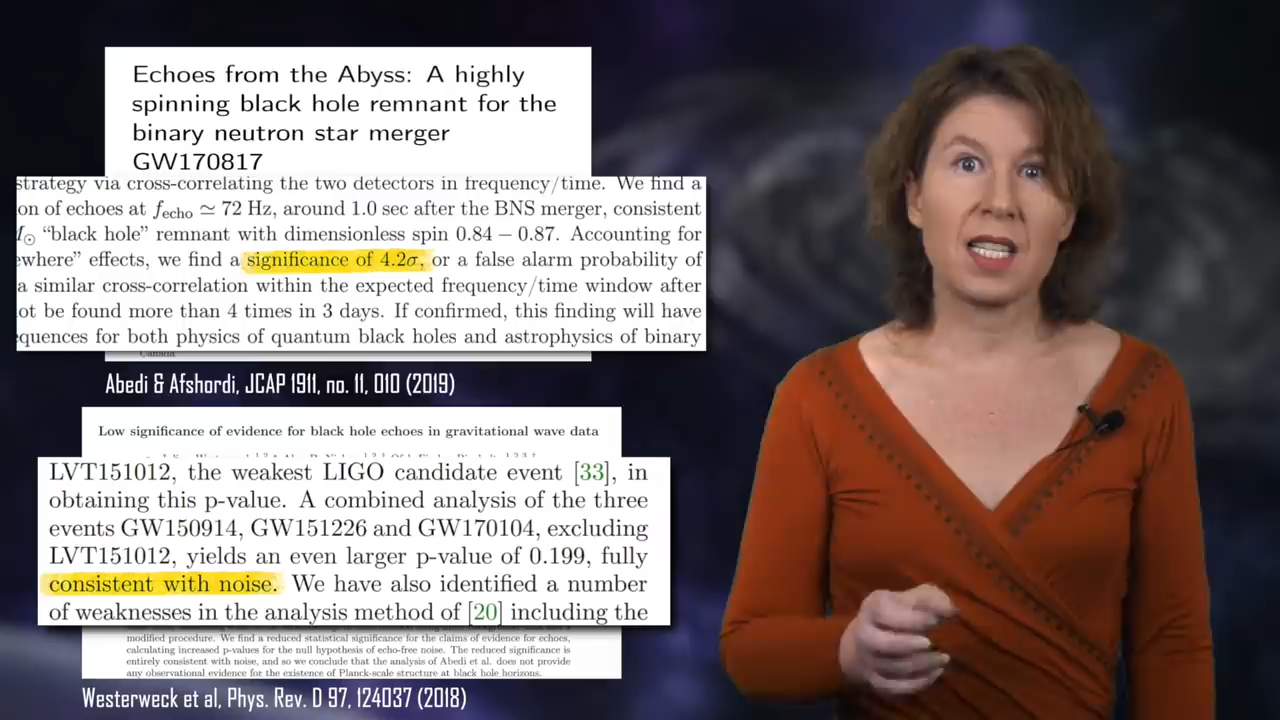 Echoes from the Abyss: A highly
spinning black hole remnant for the
binary neutron star merger
GW170817
strategy via cross-correlating the two detectors in frequency/time. We find a
on of echoes at fecho ≃ 72 Hz, around 1.0 sec after the BNS merger, consistent
M⊙ “black hole” remnant with dimensionless spin 0.84 – 0.87. Accounting for
ewhere” effects, we find a significance of 4.2σ, or a false alarm probability of
a similar cross-correlation within the expected frequency/time window after
ot be found more than 4 times in 3 days. If confirmed, this finding will have
equences for both physics of quantum black holes and astrophysics of binary
Canada
Abedi & Afshordi, JCAP 1911, no. 11, 010 (2019)
Low significance of evidence for black hole echoes in gravitational wave data
LVT151012, the weakest LIGO candidate event [33], in
obtaining this p-value. A combined analysis of the three
events GW150914, GW151226 and GW170104, excluding
LVT151012, yields an even larger p-value of 0.199, fully
consistent with noise. We have also identified a number
of weaknesses in the analysis method of [20] including the
modified procedure. We find a reduced statistical significance for the claims of evidence for echoes,
calculating increased p-values for the null hypothesis of echo-free noise. The reduced significance is
entirely consistent with noise, and so we conclude that the analysis of Abedi et al. does not provide
any observational evidence for the existence of Planck-scale structure at black hole horizons.
Westerweck et al, Phys. Rev. D 97, 124037 (2018)